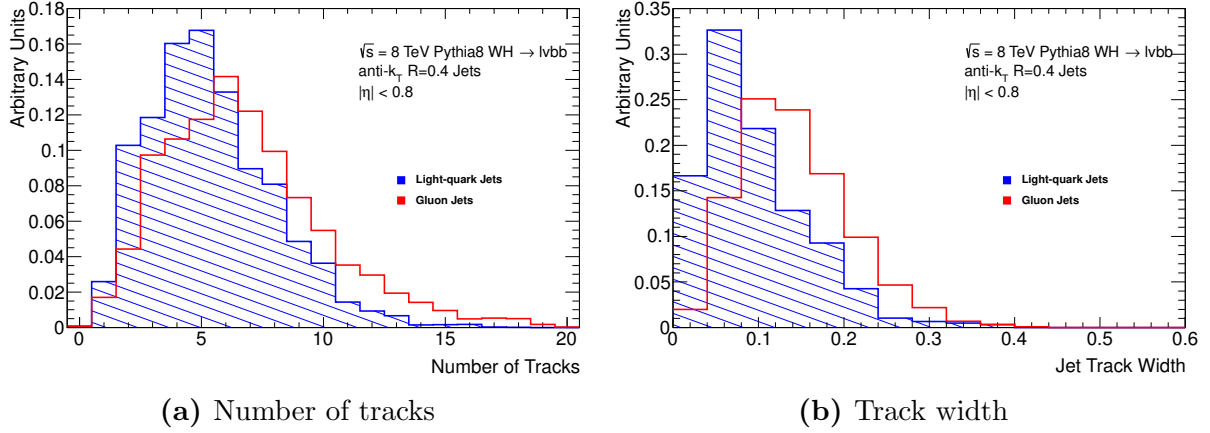 Arbitrary Units
0.18
0.16
0.14
0.12
0.1
0.08
0.06
0.04
0.02
0
√s = 8 TeV Pythia8 WH → lvbb
anti-k_T R=0.4 Jets
|η| < 0.8
Light-quark Jets
Gluon Jets
0 5 10 15 20
Number of Tracks
(a) Number of tracks
Arbitrary Units
0.35
0.3
0.25
0.2
0.15
0.1
0.05
0
√s = 8 TeV Pythia8 WH → lvbb
anti-k_T R=0.4 Jets
|η| < 0.8
Light-quark Jets
Gluon Jets
0 0.1 0.2 0.3 0.4 0.5 0.6
Jet Track Width
(b) Track width